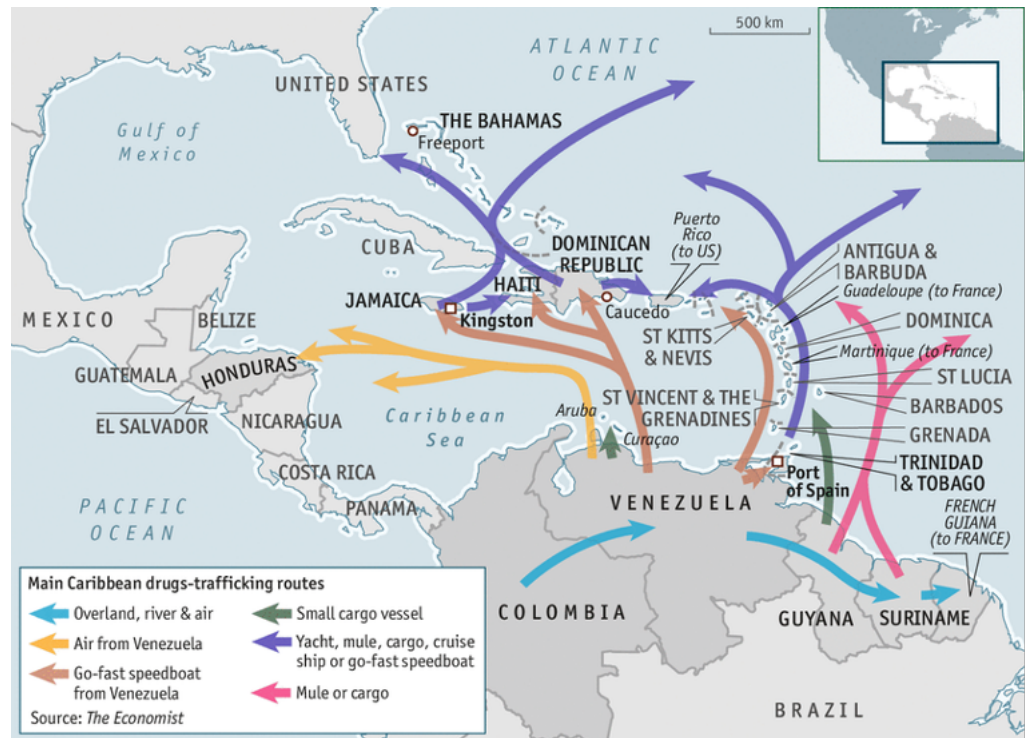 500 km
ATLANTIC
OCEAN
UNITED STATES
Gulf of
Mexico
THE BAHAMAS
Freeport
CUBA
DOMINICAN
REPUBLIC
Puerto
Rico
(to US)
HAITI
JAMAICA
Kingston
Caucedo
ANTIGUA &
BARBUDA
Guadeloupe (to France)
DOMINICA
Martinique (to France)
ST LUCIA
BARBADOS
GRENADA
TRINIDAD
& TOBAGO
ST KITTS
& NEVIS
ST VINCENT & THE
GRENADINES
Port
of Spain
FRENCH
GUIANA
(to FRANCE)
MEXICO
BELIZE
GUATEMALA
HONDURAS
EL SALVADOR
NICARAGUA
COSTA RICA
PANAMA
Caribbean
Sea
Aruba
Curaçao
PACIFIC
OCEAN
VENEZUELA
COLOMBIA
GUYANA
SURINAME
BRAZIL
Main Caribbean drugs-trafficking routes
Overland, river & air
Air from Venezuela
Go-fast speedboat
from Venezuela
Small cargo vessel
Yacht, mule, cargo, cruise
ship or go-fast speedboat
Mule or cargo
Source: The Economist